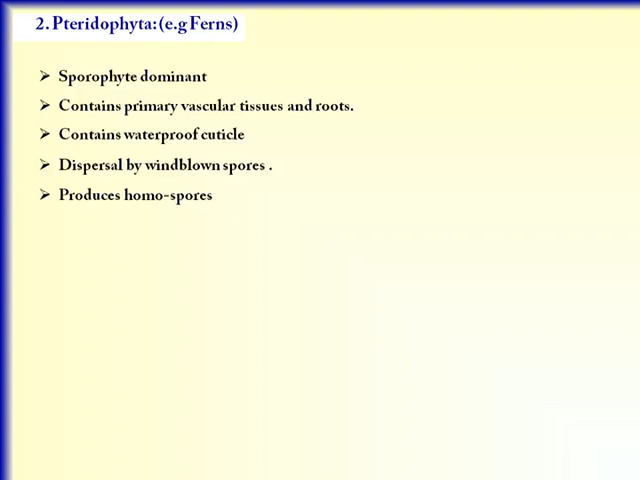 2. Pteridophyta:(e.g Ferns)
➢ Sporophyte dominant
➢ Contains primary vascular tissues and roots.
➢ Contains waterproof cuticle
➢ Dispersal by windblown spores .
➢ Produces homo-spores